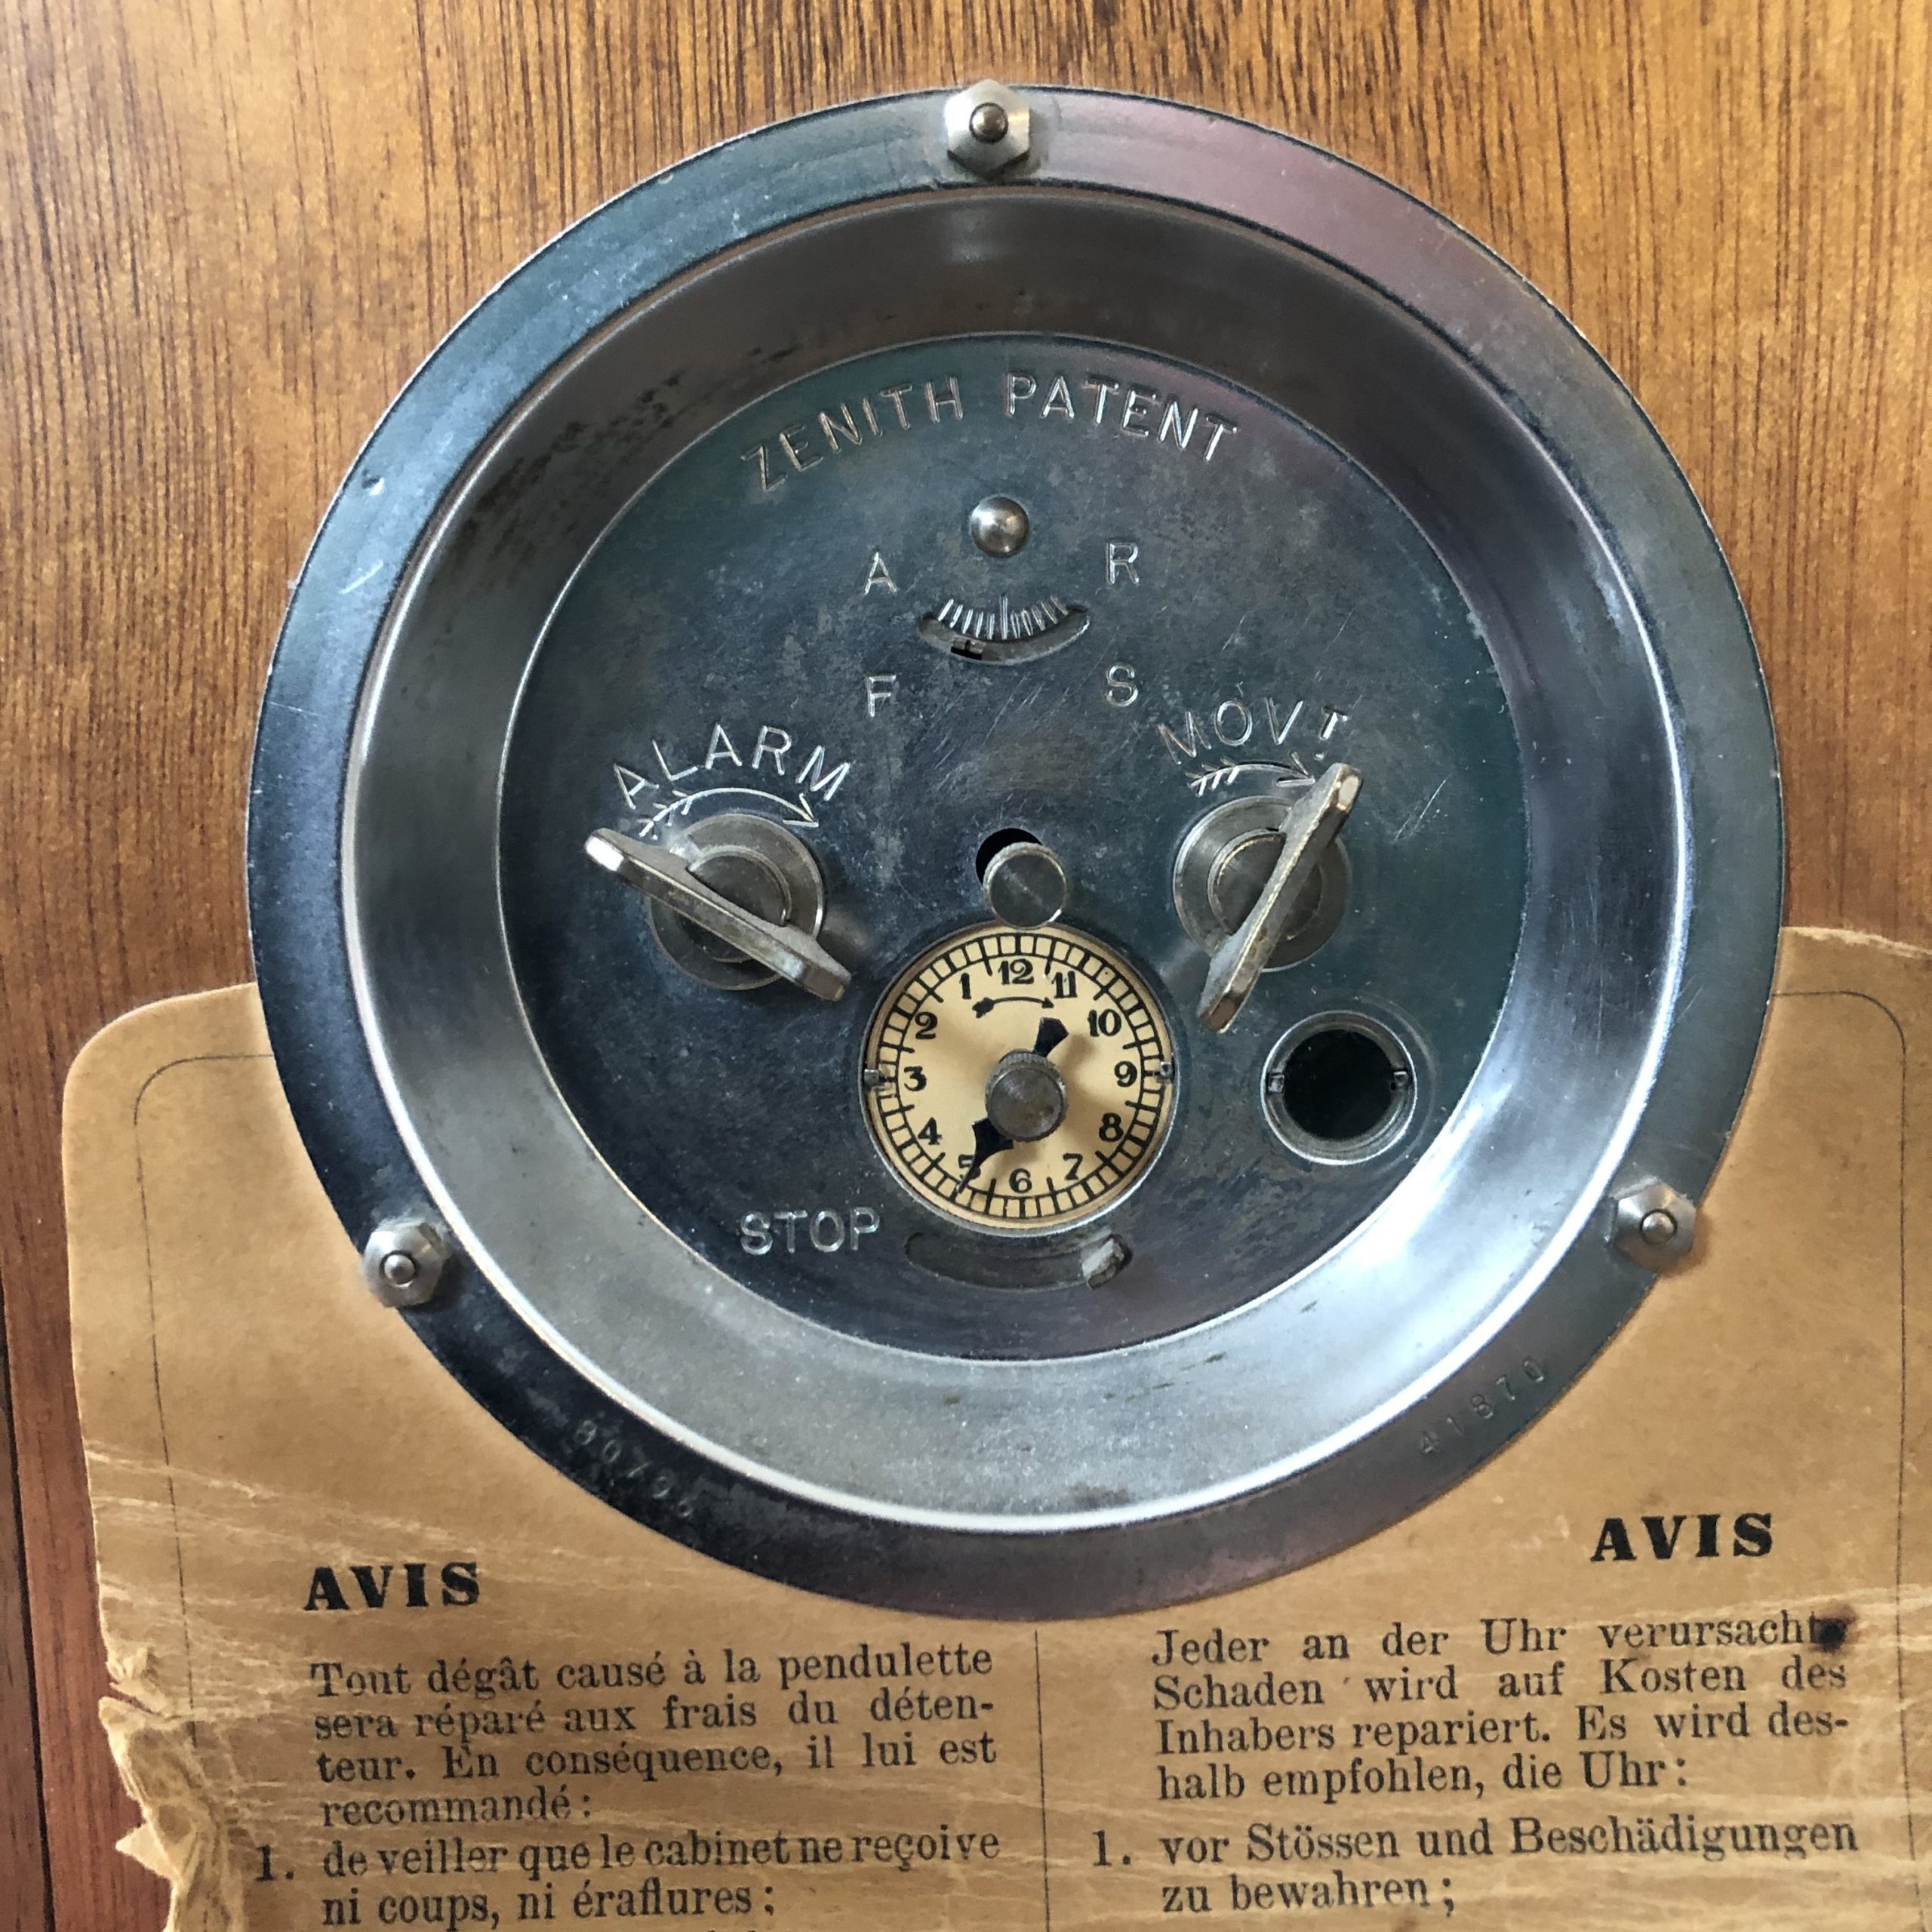 ZENITH PATENT
A R
F S
ALARM
MOVT
12
1 11
2 10
3 9
4 8
5 7
6
STOP
41870
AVIS
Tout dégât causé à la pendulette
sera réparé aux frais du déten-
teur. En conséquence, il lui est
recommandé:
1. de veiller que le cabinet ne reçoive
ni coups, ni éraflures;
AVIS
Jeder an der Uhr verursachte
Schaden wird auf Kosten des
Inhabers repariert. Es wird des-
halb empfohlen, die Uhr:
1. vor Stössen und Beschädigungen
zu bewahren;